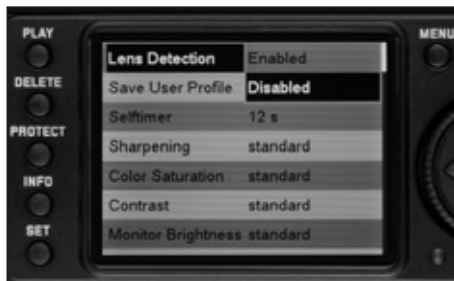 PLAY
MENU
Lens Detection Enabled
DELETE
Save User Profile Disabled
Selftimer 12 s
PROTECT
Sharpening standard
INFO
Color Saturation standard
Contrast standard
SET
Monitor Brightness standard